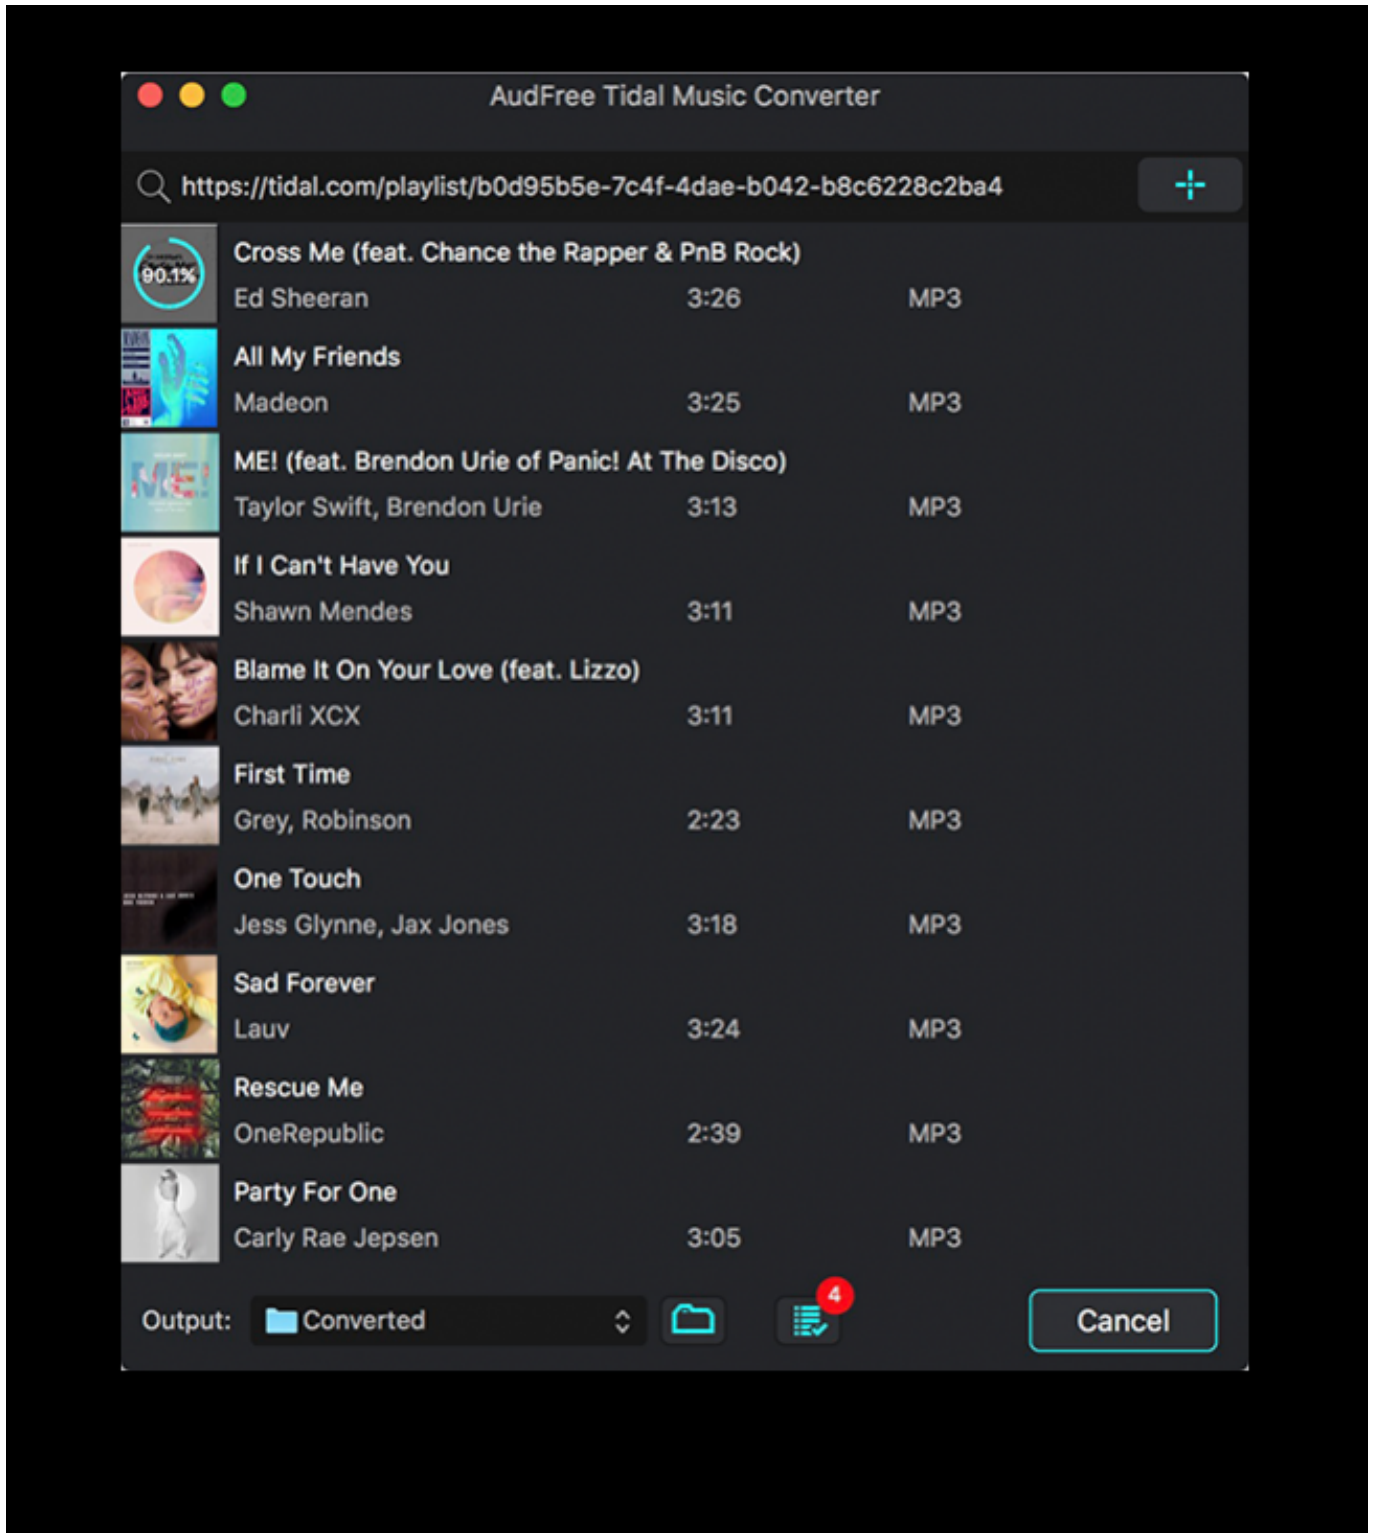 AudFree Tidal Music Converter
https://tidal.com/playlist/b0d95b5e-7c4f-4dae-b042-b8c6228c2ba4
90.1%
Cross Me (feat. Chance the Rapper & PnB Rock)
Ed Sheeran 3:26 MP3
All My Friends
Madeon 3:25 MP3
ME!
ME! (feat. Brendon Urie of Panic! At The Disco)
Taylor Swift, Brendon Urie 3:13 MP3
If I Can't Have You
Shawn Mendes 3:11 MP3
Blame It On Your Love (feat. Lizzo)
Charli XCX 3:11 MP3
First Time
Grey, Robinson 2:23 MP3
One Touch
Jess Glynne, Jax Jones 3:18 MP3
Sad Forever
Lauv 3:24 MP3
Rescue Me
OneRepublic 2:39 MP3
Party For One
Carly Rae Jepsen 3:05 MP3
Output: Converted 4 Cancel